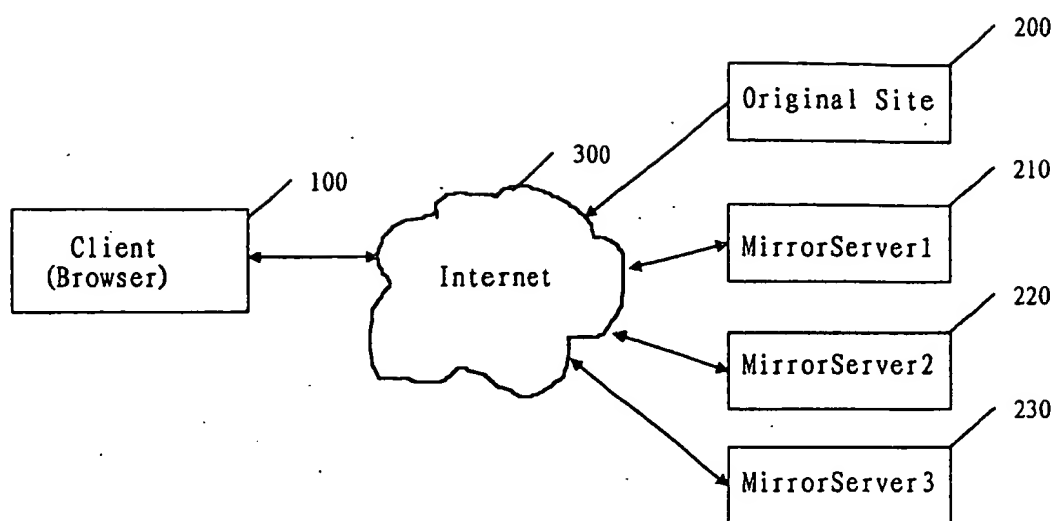 200
Original Site
300
210
100
Client
(Browser)
MirrorServer1
Internet
220
MirrorServer2
230
MirrorServer3